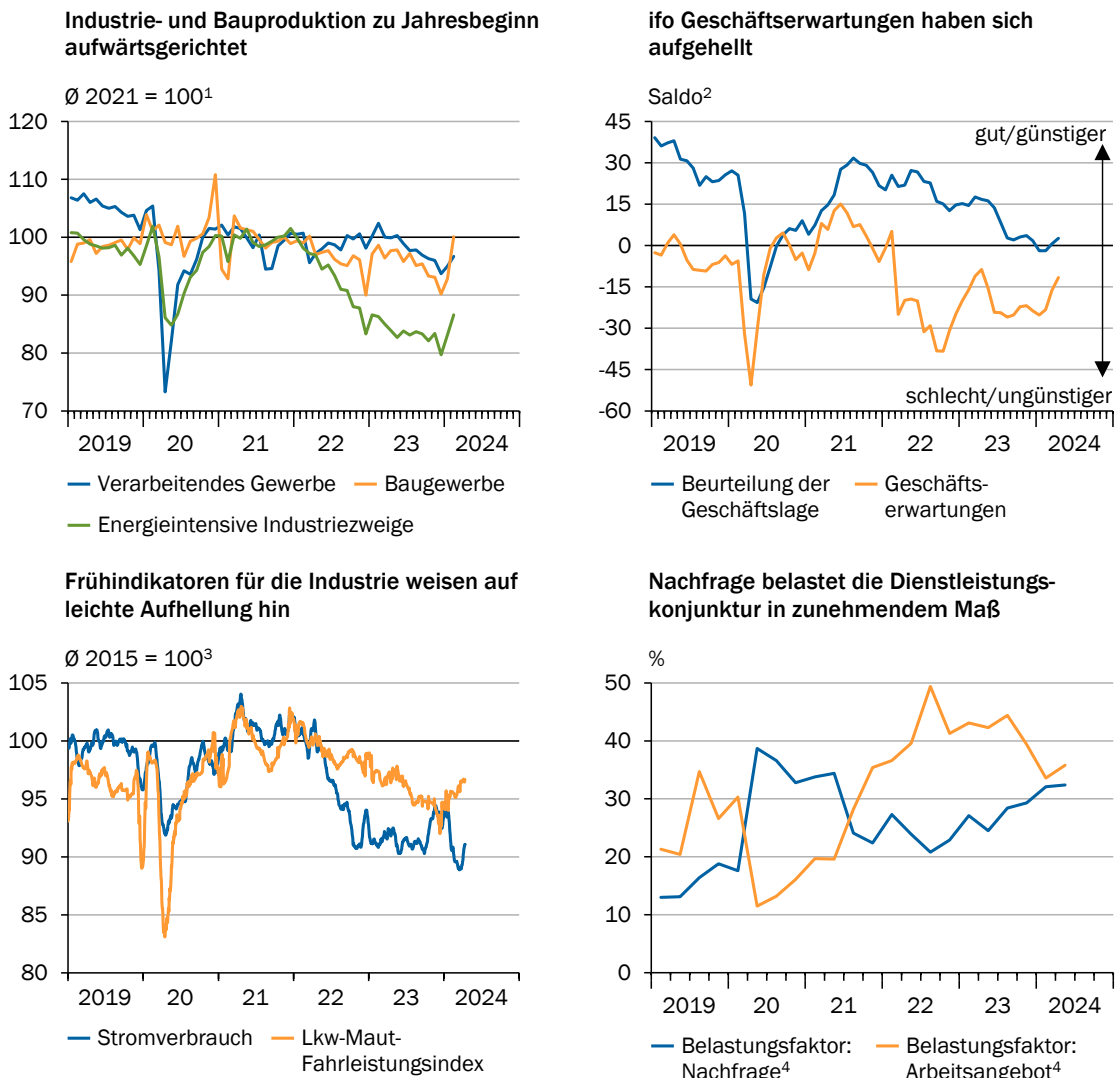 Industrie- und Bauproduktion zu Jahresbeginn
aufwärtsgerichtet
Ø 2021 = 100¹
120
110
100
90
80
70
2019 20 21 22 23 2024
Verarbeitendes Gewerbe Baugewerbe
Energieintensive Industriezweige
ifo Geschäftserwartungen haben sich
aufgehellt
Saldo²
45
gut/günstiger
30
15
0
-15
-30
-45
schlecht/ungünstiger
-60
2019 20 21 22 23 2024
Beurteilung der Geschäfts-
Geschäftslage erwartungen
Frühindikatoren für die Industrie weisen auf
leichte Aufhellung hin
Ø 2015 = 100³
105
100
95
90
85
80
2019 20 21 22 23 2024
Stromverbrauch Lkw-Maut-
Fahrleistungsindex
Nachfrage belastet die Dienstleistungs-
konjunktur in zunehmendem Maß
%
50
40
30
20
10
0
2019 20 21 22 23 2024
Belastungsfaktor: Belastungsfaktor:
Nachfrage⁴ Arbeitsangebot⁴